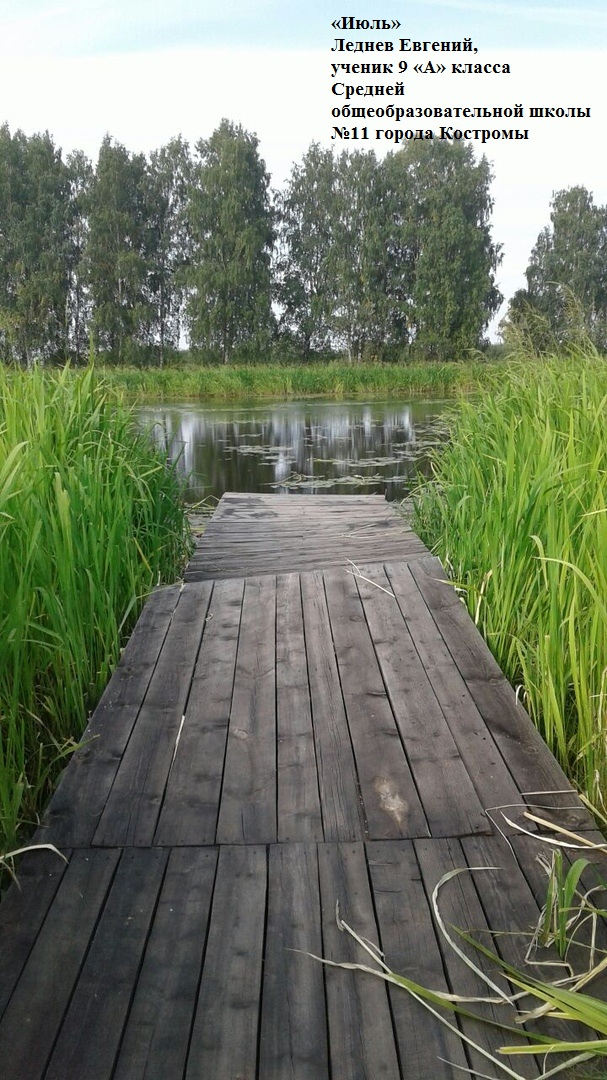 «Июль»
Леднев Евгений,
ученик 9 «А» класса
Средней
общеобразовательной школы
№11 города Костромы